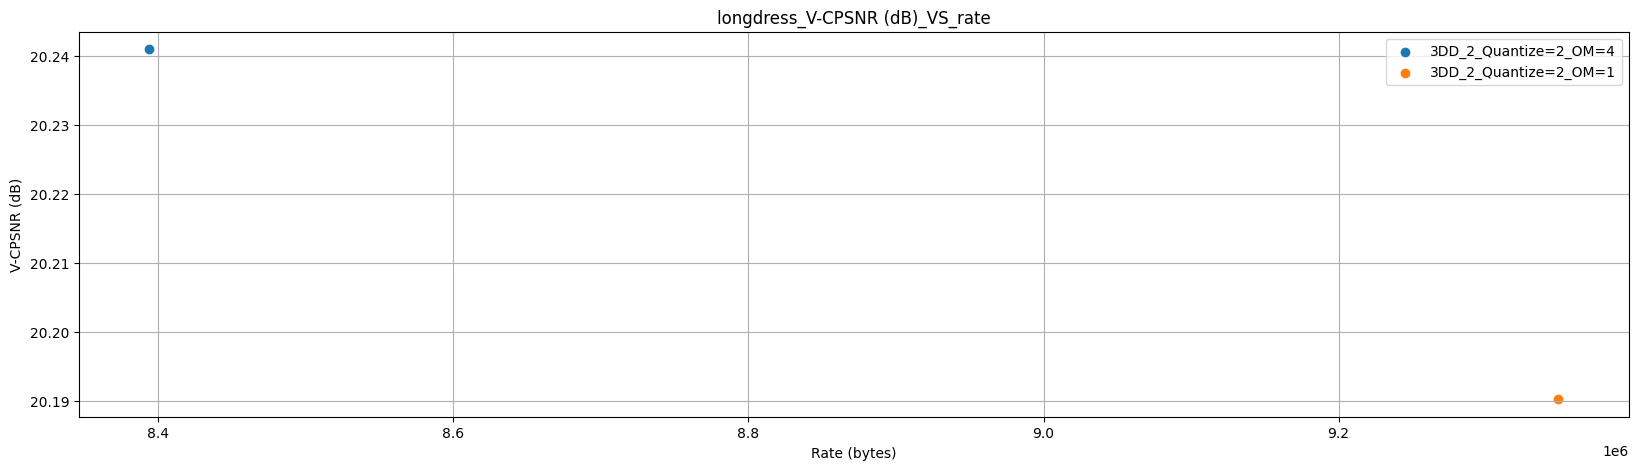 longdress_V-CPSNR (dB)_VS_rate
3DD_2_Quantize=2_OM=4
3DD_2_Quantize=2_OM=1
V-CPSNR (dB)
20.24
20.23
20.22
20.21
20.20
20.19
8.4 8.6 8.8 9.0 9.2
1e6
Rate (bytes)